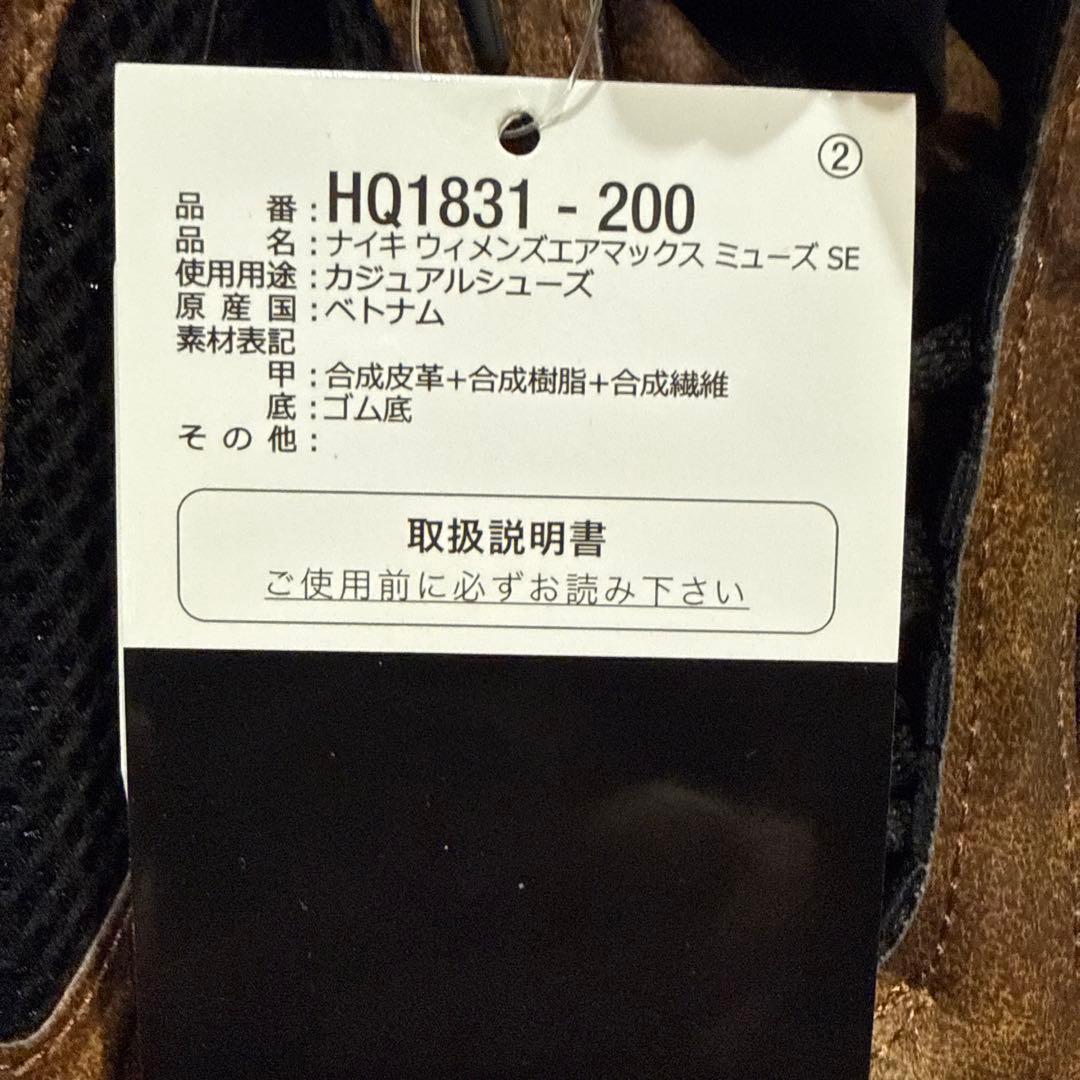 ②
品番:HQ1831 - 200
品名:ナイキ ウィメンズエアマックス ミューズ SE
使用用途:カジュアルシューズ
原産国:ベトナム
素材表記
甲:合成皮革+合成樹脂+合成繊維
底:ゴム底
その他:
取扱説明書
ご使用前に必ずお読み下さい